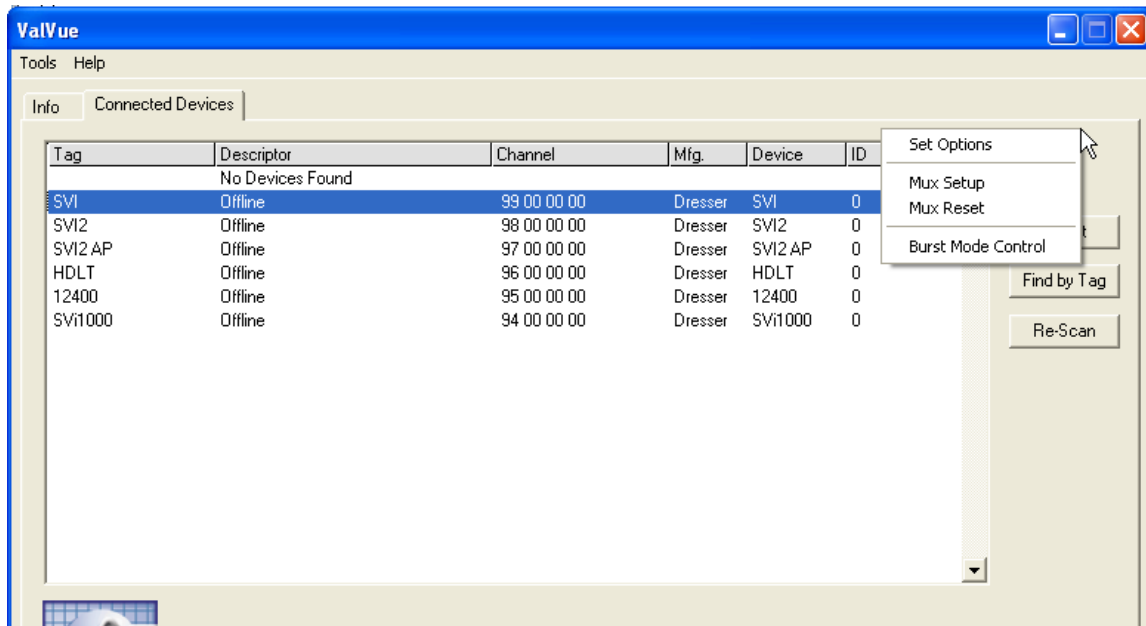 ValVue
Tools Help
Info Connected Devices
Tag Descriptor Channel Mfg. Device ID
No Devices Found
SVI Offline 99 00 00 00 Dresser SVI 0
SVI2 Offline 98 00 00 00 Dresser SVI2 0
SVI2 AP Offline 97 00 00 00 Dresser SVI2 AP 0
HDLT Offline 96 00 00 00 Dresser HDLT 0
12400 Offline 95 00 00 00 Dresser 12400 0
SVi1000 Offline 94 00 00 00 Dresser SVi1000 0
Set Options
Mux Setup
Mux Reset
Burst Mode Control
Find by Tag
Re-Scan